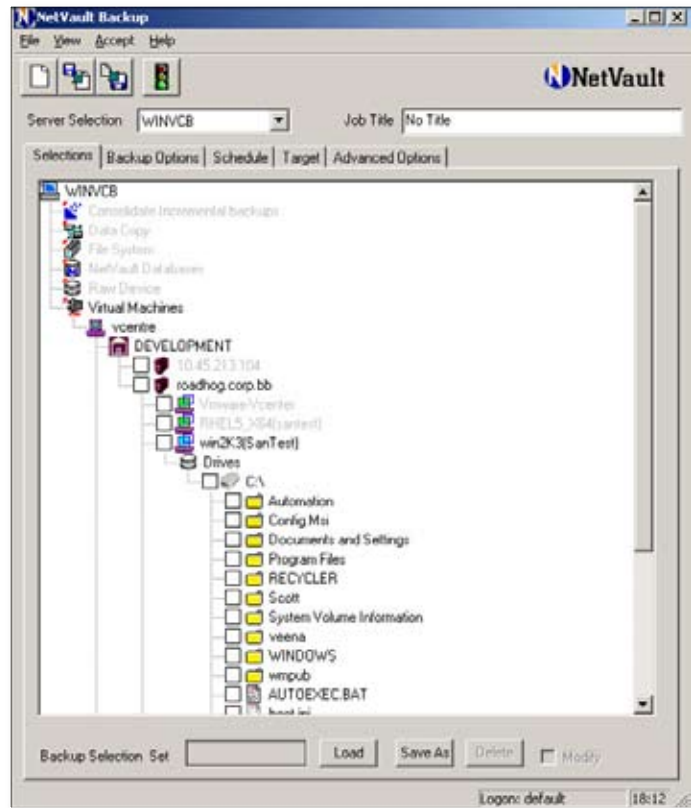 NetVault Backup
File View Accept Help
NetVault
Server Selection WINVCB Job Title No Title
Selections Backup Options Schedule Target Advanced Options
WINVCB
Consolidate Incremental backups
Data Copy
File System
NetVault Databases
Raw Device
Virtual Machines
vcentre
DEVELOPMENT
10.45.213.104
roadhog.corp.bb
Vmware-Vcenter
RHEL5_X64(santest)
win2K3(SanTest)
Drives
C:\
Automation
Config.Msi
Documents and Settings
Program Files
RECYCLER
Scott
System Volume Information
veena
WINDOWS
wmpub
AUTOEXEC.BAT
boot.ini
Backup Selection Set Load Save As Delete Modify
Logon: default 18:12